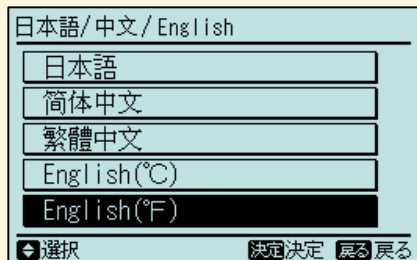 日本語/中文/English
日本語
简体中文
繁體中文
English(℃)
English(℉)
選択 決定決定 戻る戻る